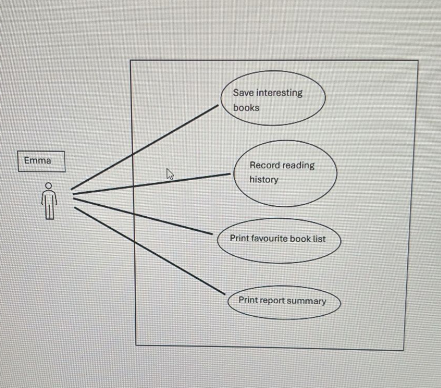 Save interesting
books
Emma
Record reading
history
Print favourite book list
Print report summary